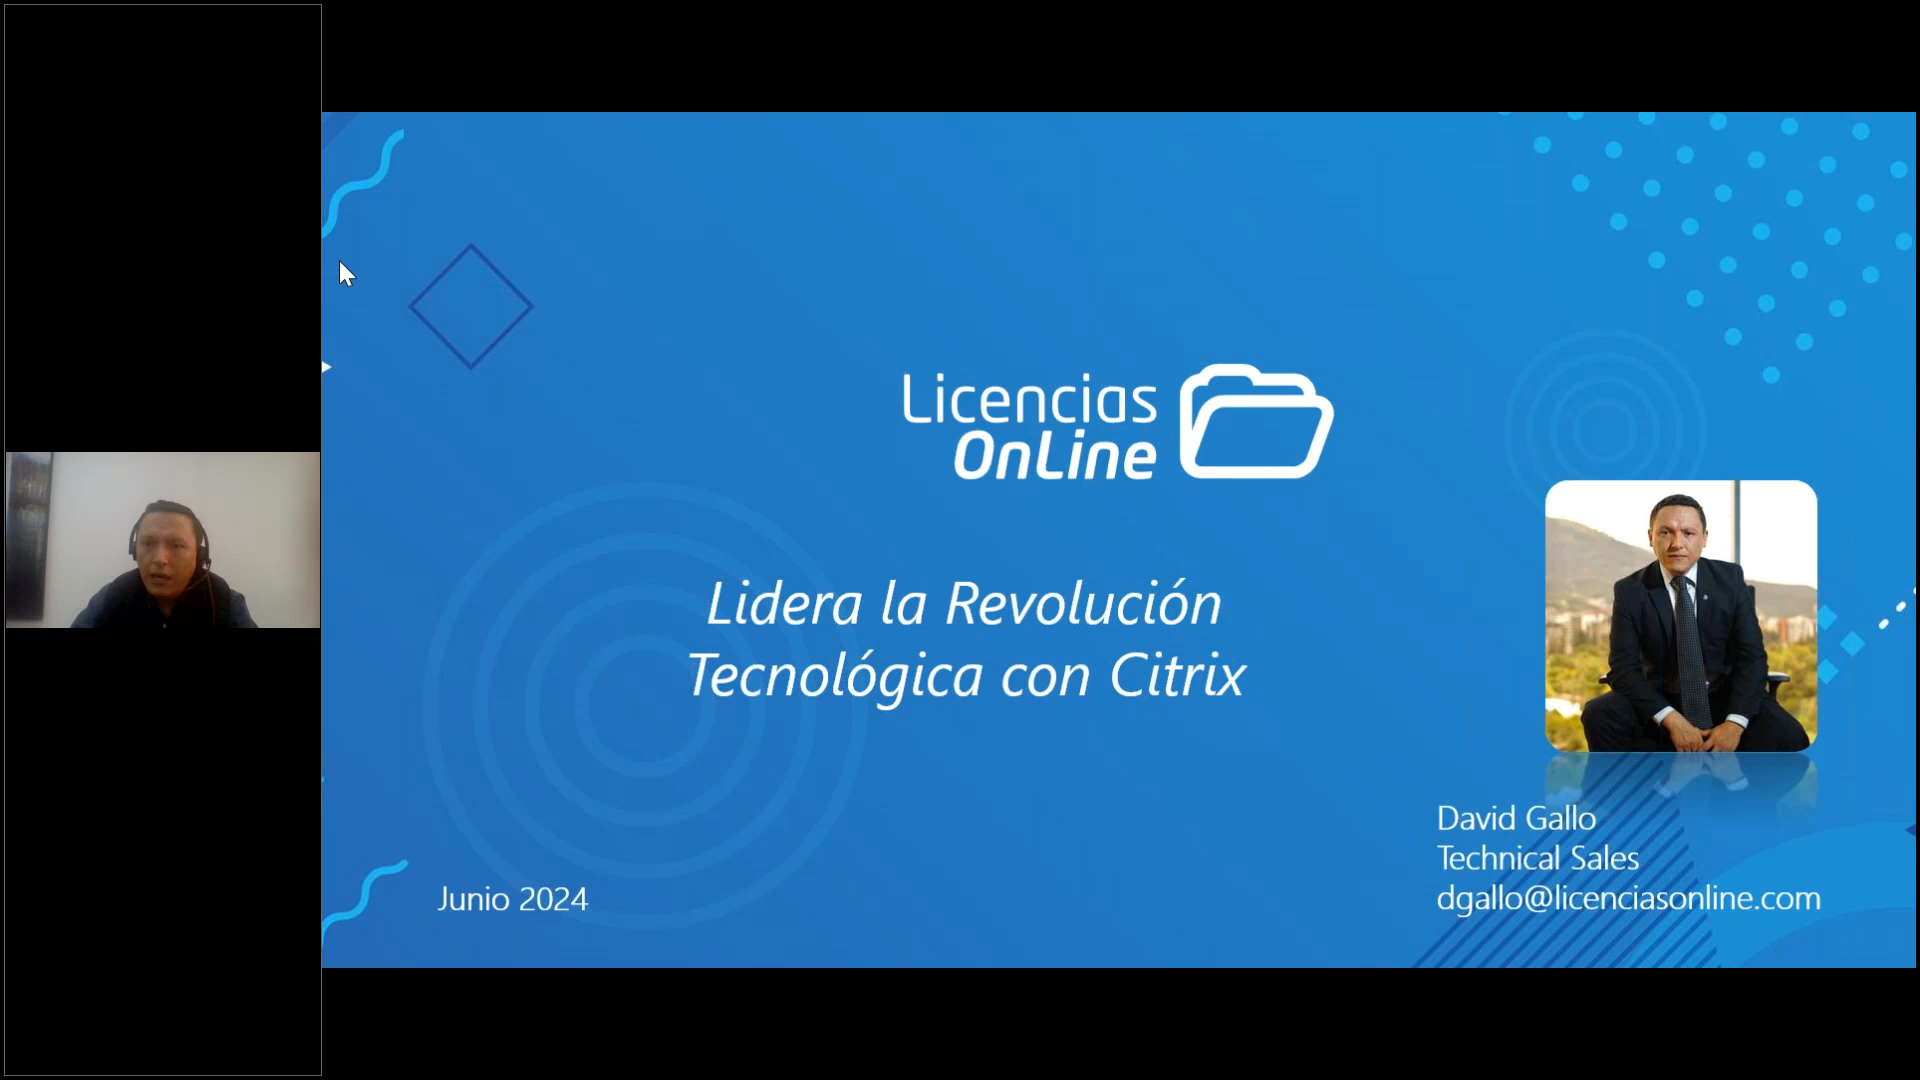 Licencias
OnLine
Lidera la Revolución
Tecnológica con Citrix
David Gallo
Technical Sales
dgallo@licenciasonline.com
Junio 2024